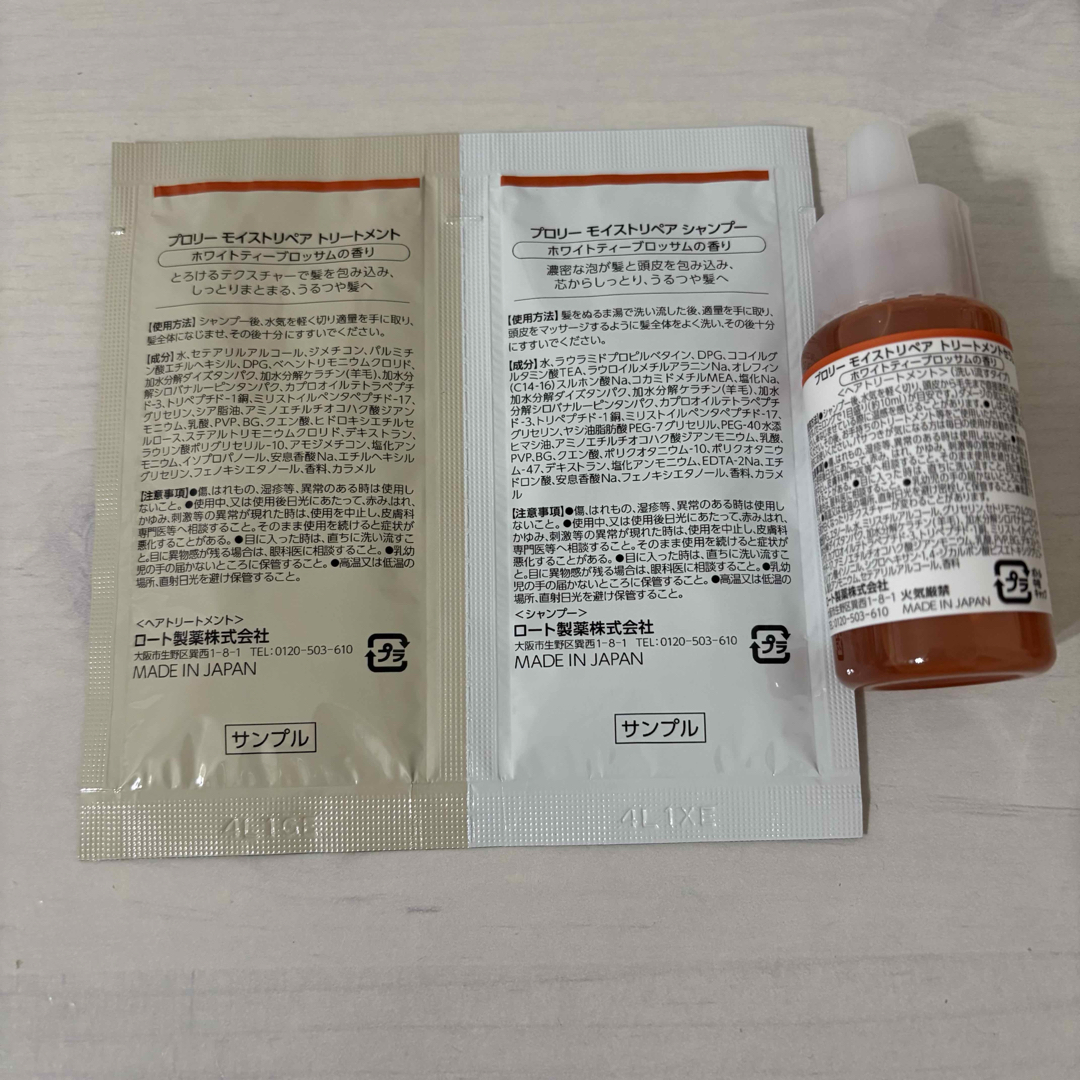 プロリー モイストリペア トリートメント
ホワイトティーブロッサムの香り
とろけるテクスチャーで髪を包み込み、
しっとりまとまる、うるつや髪へ
【使用方法】シャンプー後、水気を軽く切り適量を手に取り、
髪全体になじませ、その後十分にすすいでください。
【成分】水、セテアリルアルコール、ジメチコン、パルミチ
ン酸エチルヘキシル、DPG、ベヘントリモニウムクロリド、
加水分解ダイズタンパク、加水分解ケラチン(羊毛)、加水分
解シロバナルーピンタンパク、カプロオイルテトラペプチ
ド-3、トリペプチド-1銅、ミリストイルペンタペプチド-17、
グリセリン、シア脂油、アミノエチルチオコハク酸ジアン
モニウム、乳酸、PVP、BG、クエン酸、ヒドロキシエチルセ
ルロース、ステアルトリモニウムクロリド、デキストラン、
ラウリン酸ポリグリセリル-10、アモジメチコン、塩化アン
モニウム、イソプロパノール、安息香酸Na、エチルヘキシル
グリセリン、フェノキシエタノール、香料、カラメル
【注意事項】●傷、はれもの、湿疹等、異常のある時は使用し
ないこと。●使用中、又は使用後日光にあたって、赤み、はれ、
かゆみ、刺激等の異常が現れた時は、使用を中止し、皮膚科
専門医等へ相談すること。そのまま使用を続けると症状が
悪化することがある。●目に入った時は、直ちに洗い流すこ
と。目に異物感が残る場合は、眼科医に相談すること。●乳幼
児の手の届かないところに保管すること。●高温又は低温の
場所、直射日光を避け保管すること。
<ヘアトリートメント>
ロート製薬株式会社
大阪市生野区巽西1-8-1 TEL:0120-503-610
MADE IN JAPAN
プラ
サンプル
プロリー モイストリペア シャンプー
ホワイトティーブロッサムの香り
濃密な泡が髪と頭皮を包み込み、
芯からしっとり、うるつや髪へ
【使用方法】髪をぬるま湯で洗い流した後、適量を手に取り、
頭皮をマッサージするように髪全体をよく洗い、その後十分
にすすいでください。
【成分】水、ラウラミドプロピルベタイン、DPG、ココイルグ
ルタミン酸TEA、ラウロイルメチルアラニンNa、オレフィン
(C14-16)スルホン酸Na、コカミドメチルMEA、塩化Na、
加水分解ダイズタンパク、加水分解ケラチン(羊毛)、加水分
解シロバナルーピンタンパク、カプロオイルテトラペプチ
ド-3、トリペプチド-1銅、ミリストイルペンタペプチド-17、
グリセリン、ヤシ油脂肪酸PEG-7グリセリル、PEG-40水添
ヒマシ油、アミノエチルチオコハク酸ジアンモニウム、乳酸、
PVP、BG、クエン酸、ポリクオタニウム-10、ポリクオタニウ
ム-47、デキストラン、塩化アンモニウム、EDTA-2Na、エチ
ドロン酸、安息香酸Na、フェノキシエタノール、香料、カラメ
ル
【注意事項】●傷、はれもの、湿疹等、異常のある時は使用し
ないこと。●使用中、又は使用後日光にあたって、赤み、はれ、
かゆみ、刺激等の異常が現れた時は、使用を中止し、皮膚科
専門医等へ相談すること。そのまま使用を続けると症状が
悪化することがある。●目に入った時は、直ちに洗い流すこ
と。目に異物感が残る場合は、眼科医に相談すること。●乳幼
児の手の届かないところに保管すること。●高温又は低温の
場所、直射日光を避け保管すること。
<シャンプー>
ロート製薬株式会社
大阪市生野区巽西1-8-1 TEL:0120-503-610
MADE IN JAPAN
プラ
サンプル
4L1XE
プロリー モイストリペア トリートメントセ
ホワイトティーブロッサムの香り
<ヘアトリートメント>(洗い流すタイプ
ロート製薬株式会社
大阪市生野区巽西1-8-1 火気厳禁
TEL:0120-503-610 MADE IN JAPAN
プラ